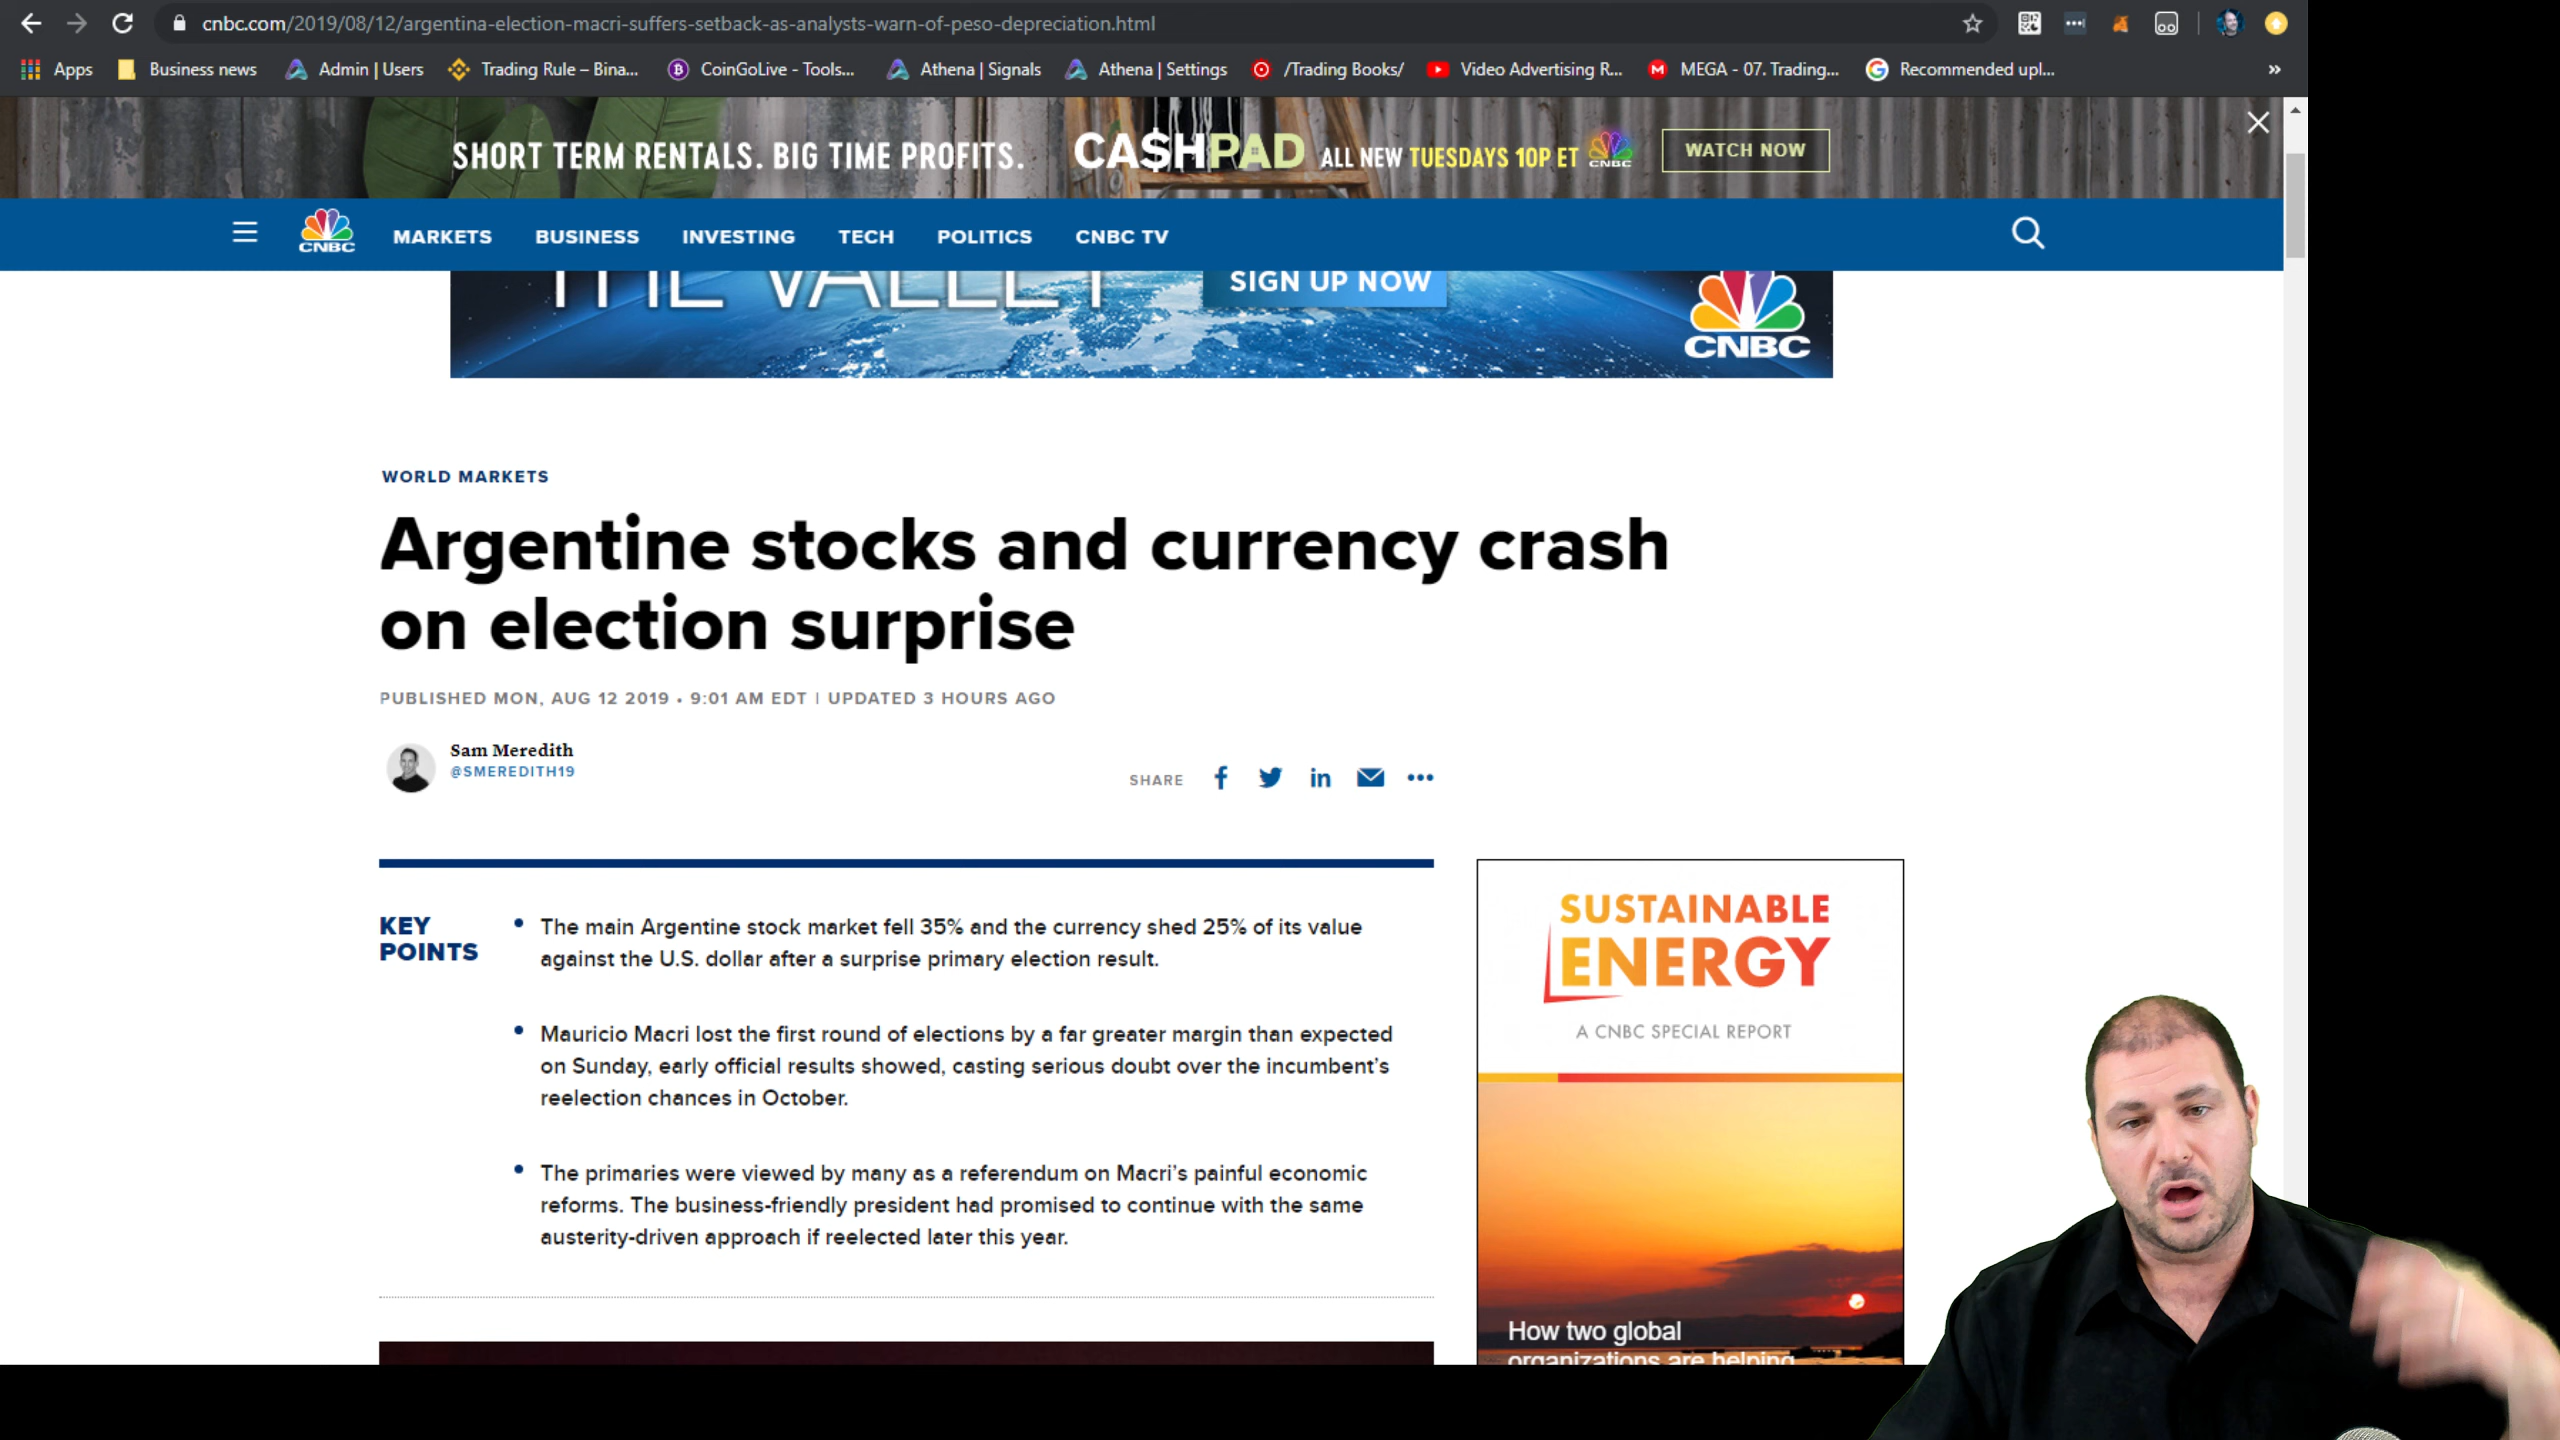 cnbc.com/2019/08/12/argentina-election-macri-suffers-setback-as-analysts-warn-of-peso-depreciation.html
Apps Business news Admin | Users Trading Rule – Bina... CoinGoLive - Tools... Athena | Signals Athena | Settings /Trading Books/ Video Advertising R... MEGA - 07. Trading... Recommended upl... »
SHORT TERM RENTALS. BIG TIME PROFITS. CA$HPAD ALL NEW TUESDAYS 10P ET CNBC WATCH NOW
CNBC MARKETS BUSINESS INVESTING TECH POLITICS CNBC TV
THE VALLEY SIGN UP NOW
CNBC
WORLD MARKETS
Argentine stocks and currency crash
on election surprise
PUBLISHED MON, AUG 12 2019 • 9:01 AM EDT | UPDATED 3 HOURS AGO
Sam Meredith
@SMEREDITH19
SHARE
KEY
POINTS
• The main Argentine stock market fell 35% and the currency shed 25% of its value
against the U.S. dollar after a surprise primary election result.
• Mauricio Macri lost the first round of elections by a far greater margin than expected
on Sunday, early official results showed, casting serious doubt over the incumbent's
reelection chances in October.
• The primaries were viewed by many as a referendum on Macri's painful economic
reforms. The business-friendly president had promised to continue with the same
austerity-driven approach if reelected later this year.
SUSTAINABLE
ENERGY
A CNBC SPECIAL REPORT
How two global
organizations are helping